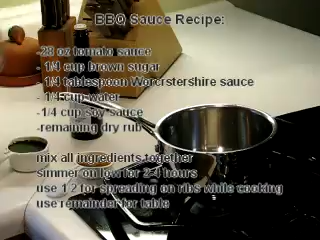 BBQ Sauce Recipe:
-28 oz tomato sauce
- 1/4 cup brown sugar
- 1/4 tablespoon Worcrstershire sauce
- 1/4 cup water
-1/4 cup soy sauce
-remaining dry rub
mix all ingredients together
simmer on low for 2-4 hours
use 1 2 for spreading on ribs while cooking
use remainder for table